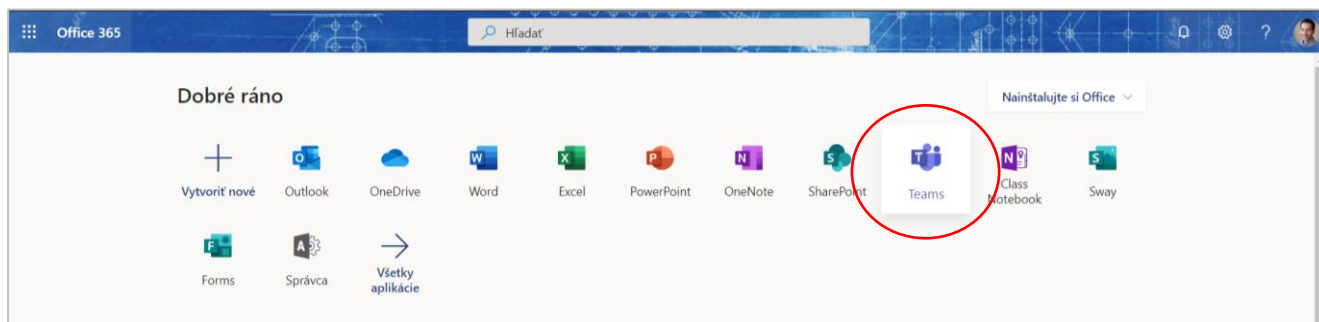 Office 365
Hľadať
?
Dobré ráno
Nainštalujte si Office
Vytvoriť nové
Outlook
OneDrive
Word
Excel
PowerPoint
OneNote
SharePoint
Teams
Class
Notebook
Sway
Forms
Správca
Všetky
aplikácie